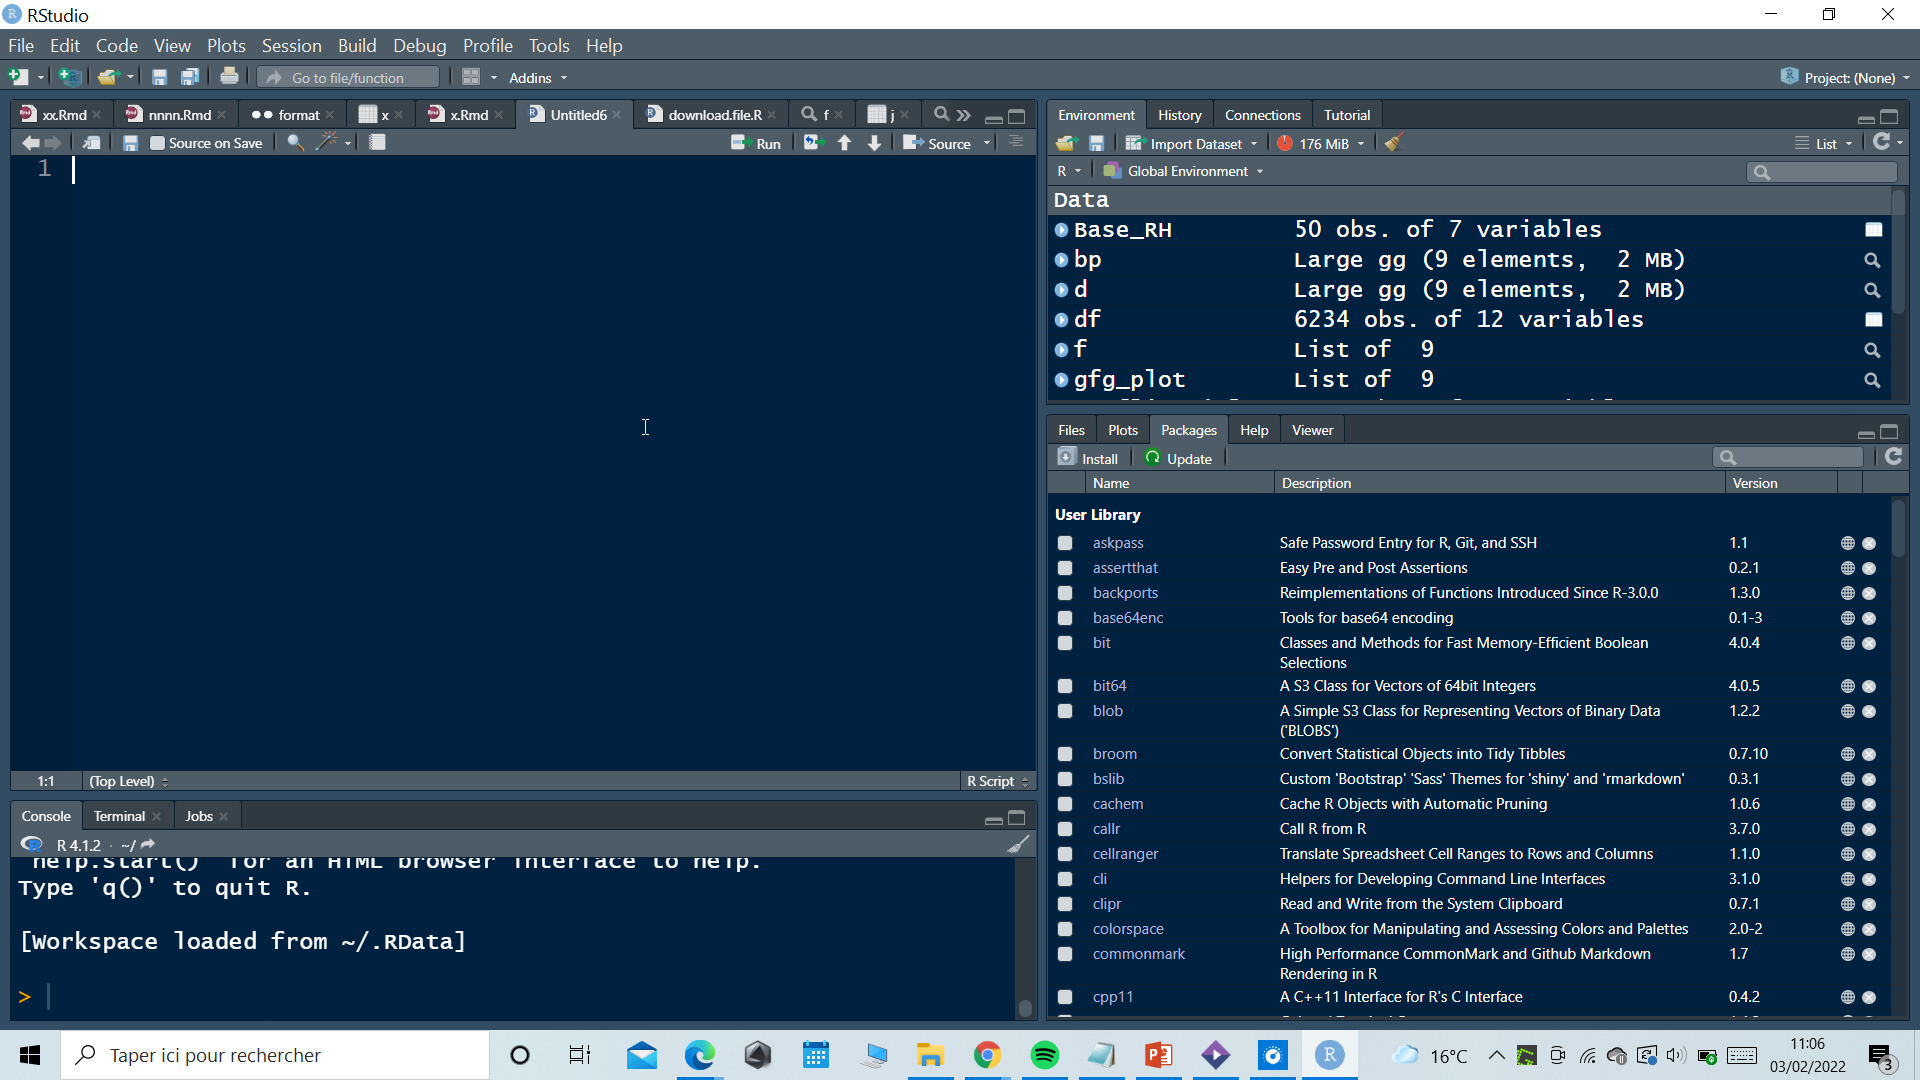 RStudio
File Edit Code View Plots Session Build Debug Profile Tools Help
Go to file/function Addins Project: (None)
xx.Rmd nnnn.Rmd format x x.Rmd Untitled6 download.file.R f j
Source on Save Run Source
1
1:1 (Top Level) R Script
Console Terminal Jobs
R 4.1.2 · ~/
'help.start()' for an HTML browser interface to help.
Type 'q()' to quit R.
[Workspace loaded from ~/.RData]
>
Environment History Connections Tutorial
Import Dataset 176 MiB List
R Global Environment
Data
Base_RH 50 obs. of 7 variables
bp Large gg (9 elements, 2 MB)
d Large gg (9 elements, 2 MB)
df 6234 obs. of 12 variables
f List of 9
gfg_plot List of 9
Files Plots Packages Help Viewer
Install Update
Name Description Version
User Library
askpass Safe Password Entry for R, Git, and SSH 1.1
assertthat Easy Pre and Post Assertions 0.2.1
backports Reimplementations of Functions Introduced Since R-3.0.0 1.3.0
base64enc Tools for base64 encoding 0.1-3
bit Classes and Methods for Fast Memory-Efficient Boolean 4.0.4
Selections
bit64 A S3 Class for Vectors of 64bit Integers 4.0.5
blob A Simple S3 Class for Representing Vectors of Binary Data 1.2.2
('BLOBS')
broom Convert Statistical Objects into Tidy Tibbles 0.7.10
bslib Custom 'Bootstrap' 'Sass' Themes for 'shiny' and 'rmarkdown' 0.3.1
cachem Cache R Objects with Automatic Pruning 1.0.6
callr Call R from R 3.7.0
cellranger Translate Spreadsheet Cell Ranges to Rows and Columns 1.1.0
cli Helpers for Developing Command Line Interfaces 3.1.0
clipr Read and Write from the System Clipboard 0.7.1
colorspace A Toolbox for Manipulating and Assessing Colors and Palettes 2.0-2
commonmark High Performance CommonMark and Github Markdown 1.7
Rendering in R
cpp11 A C++11 Interface for R's C Interface 0.4.2
Taper ici pour rechercher 16°C 11:06
03/02/2022 3